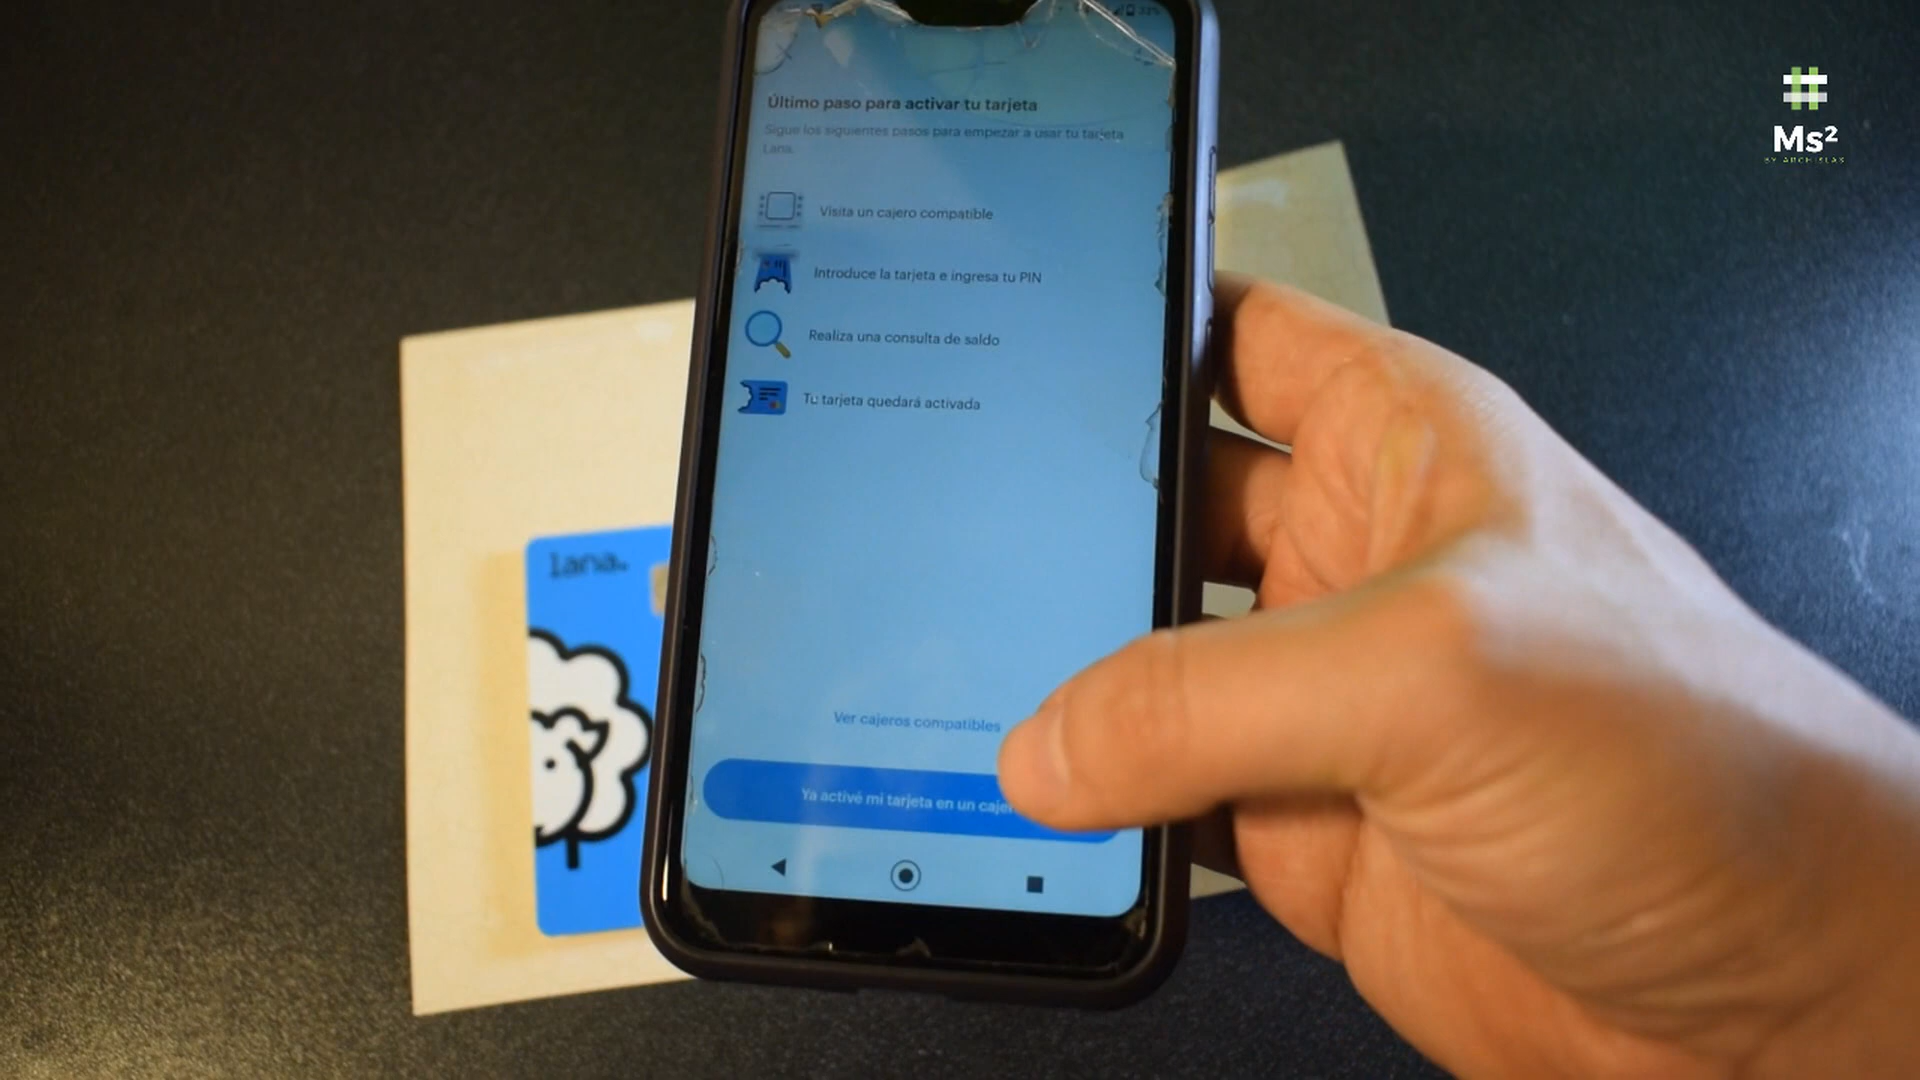 Último paso para activar tu tarjeta
Sigue los siguientes pasos para empezar a usar tu tarjeta
Lana.
Visita un cajero compatible
Introduce la tarjeta e ingresa tu PIN
Realiza una consulta de saldo
Tu tarjeta quedará activada
Ver cajeros compatibles
Ya activé mi tarjeta en un cajer
lana.
Ms²
BY ARCHISLAS